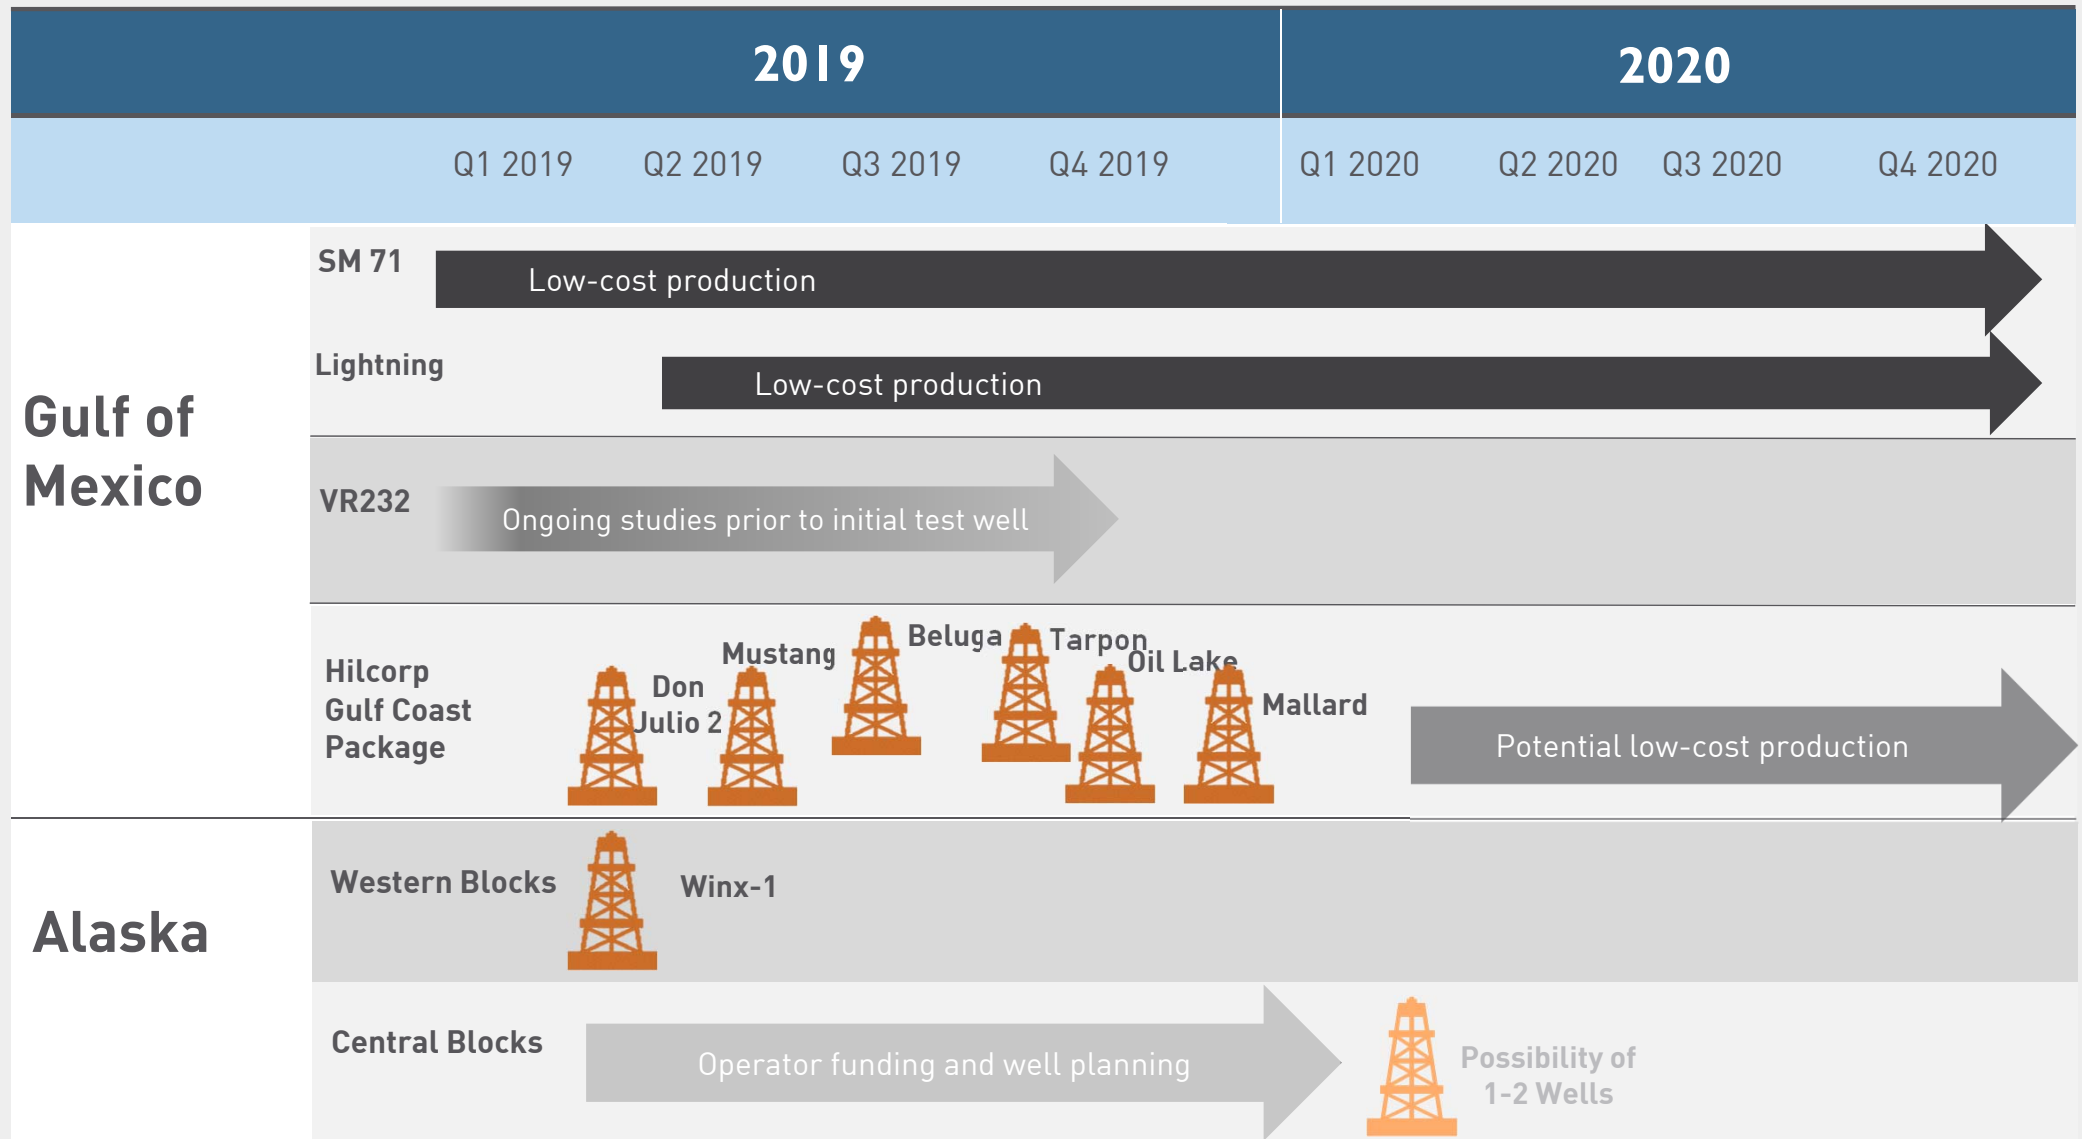 2019
2020
Q1 2019
Q2 2019
Q3 2019
Q4 2019
Q1 2020
Q2 2020
Q3 2020
Q4 2020
Gulf of
Mexico
SM 71
Low-cost production
Lightning
Low-cost production
VR232
Ongoing studies prior to initial test well
Hilcorp
Gulf Coast
Package
Don
Julio 2
Mustang
Beluga
Tarpon
Oil Lake
Mallard
Potential low-cost production
Alaska
Western Blocks
Winx-1
Central Blocks
Operator funding and well planning
Possibility of
1-2 Wells